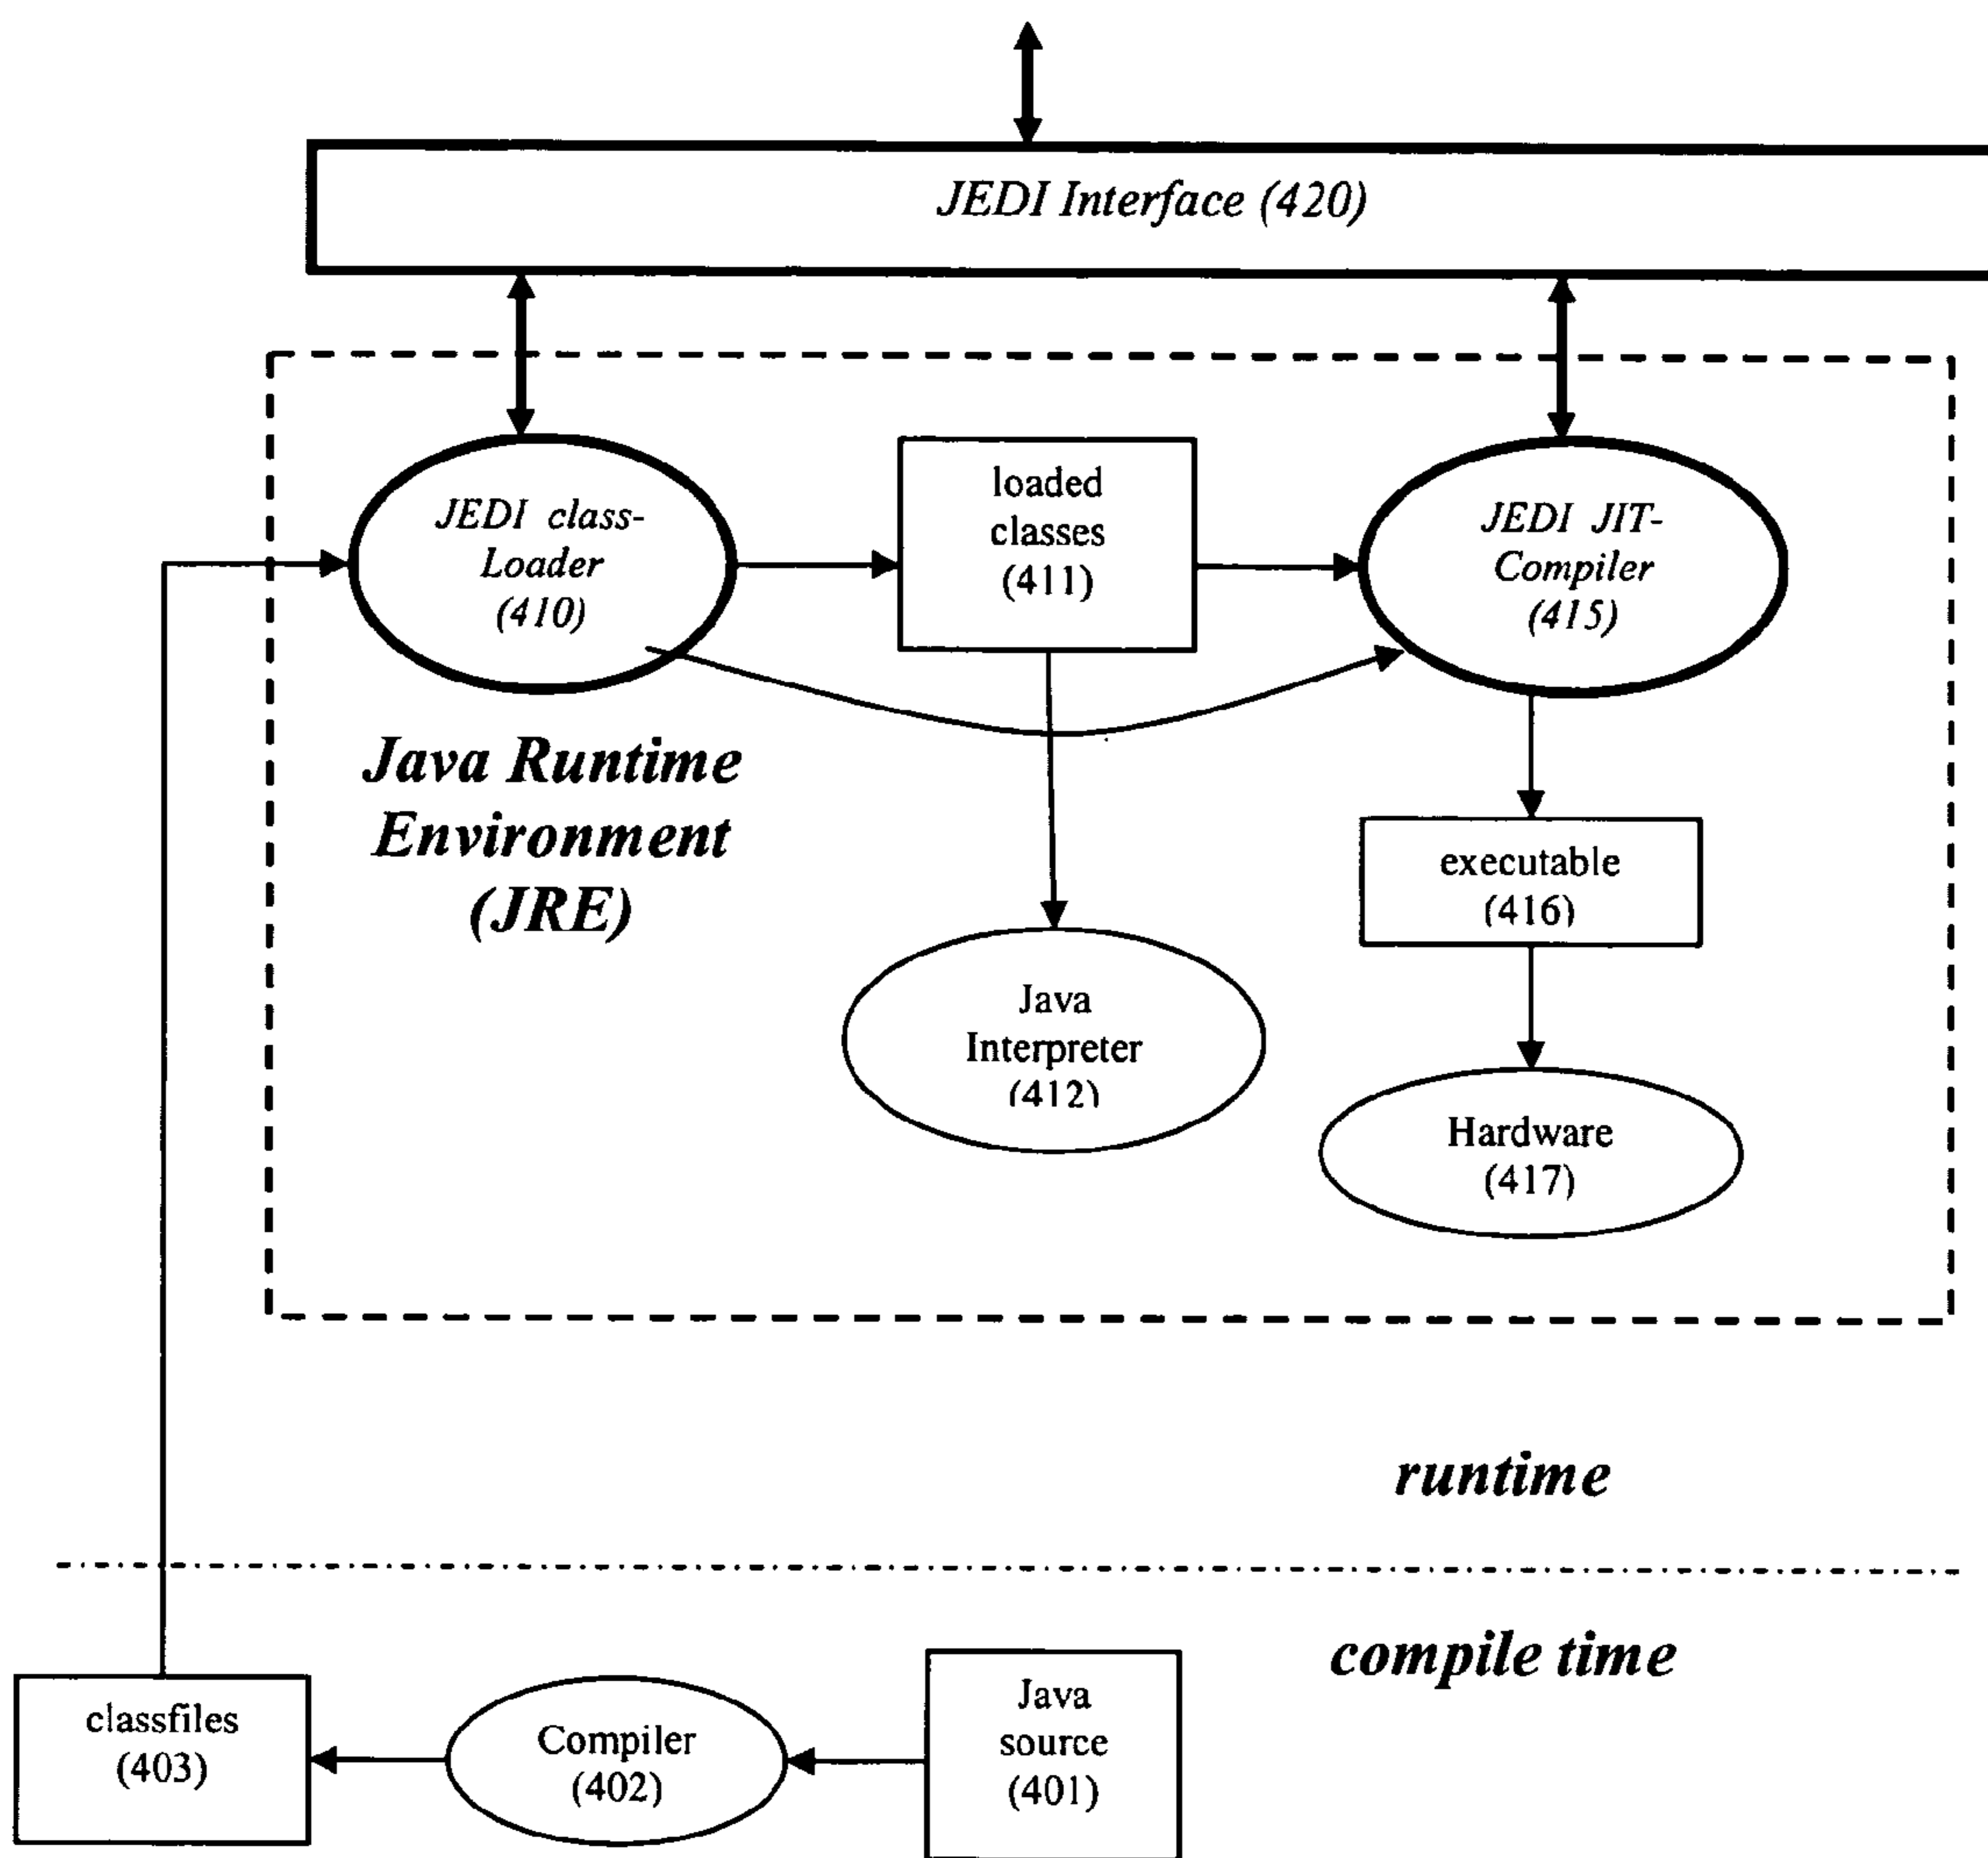 JEDI Interface (420)
JEDI class-
Loader
(410)
loaded
classes
(411)
JEDI JIT-
Compiler
(415)
Java Runtime
Environment
(JRE)
executable
(416)
Java
Interpreter
(412)
Hardware
(417)
runtime
compile time
classfiles
(403)
Compiler
(402)
Java
source
(401)